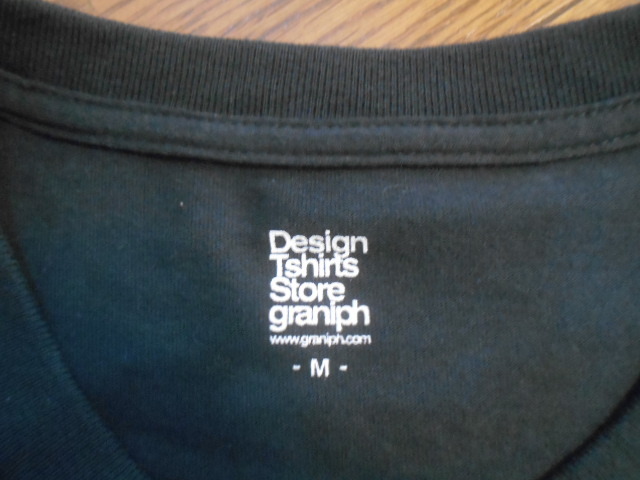 Design
Tshirts
Store
graniph
www.graniph.com
- M -